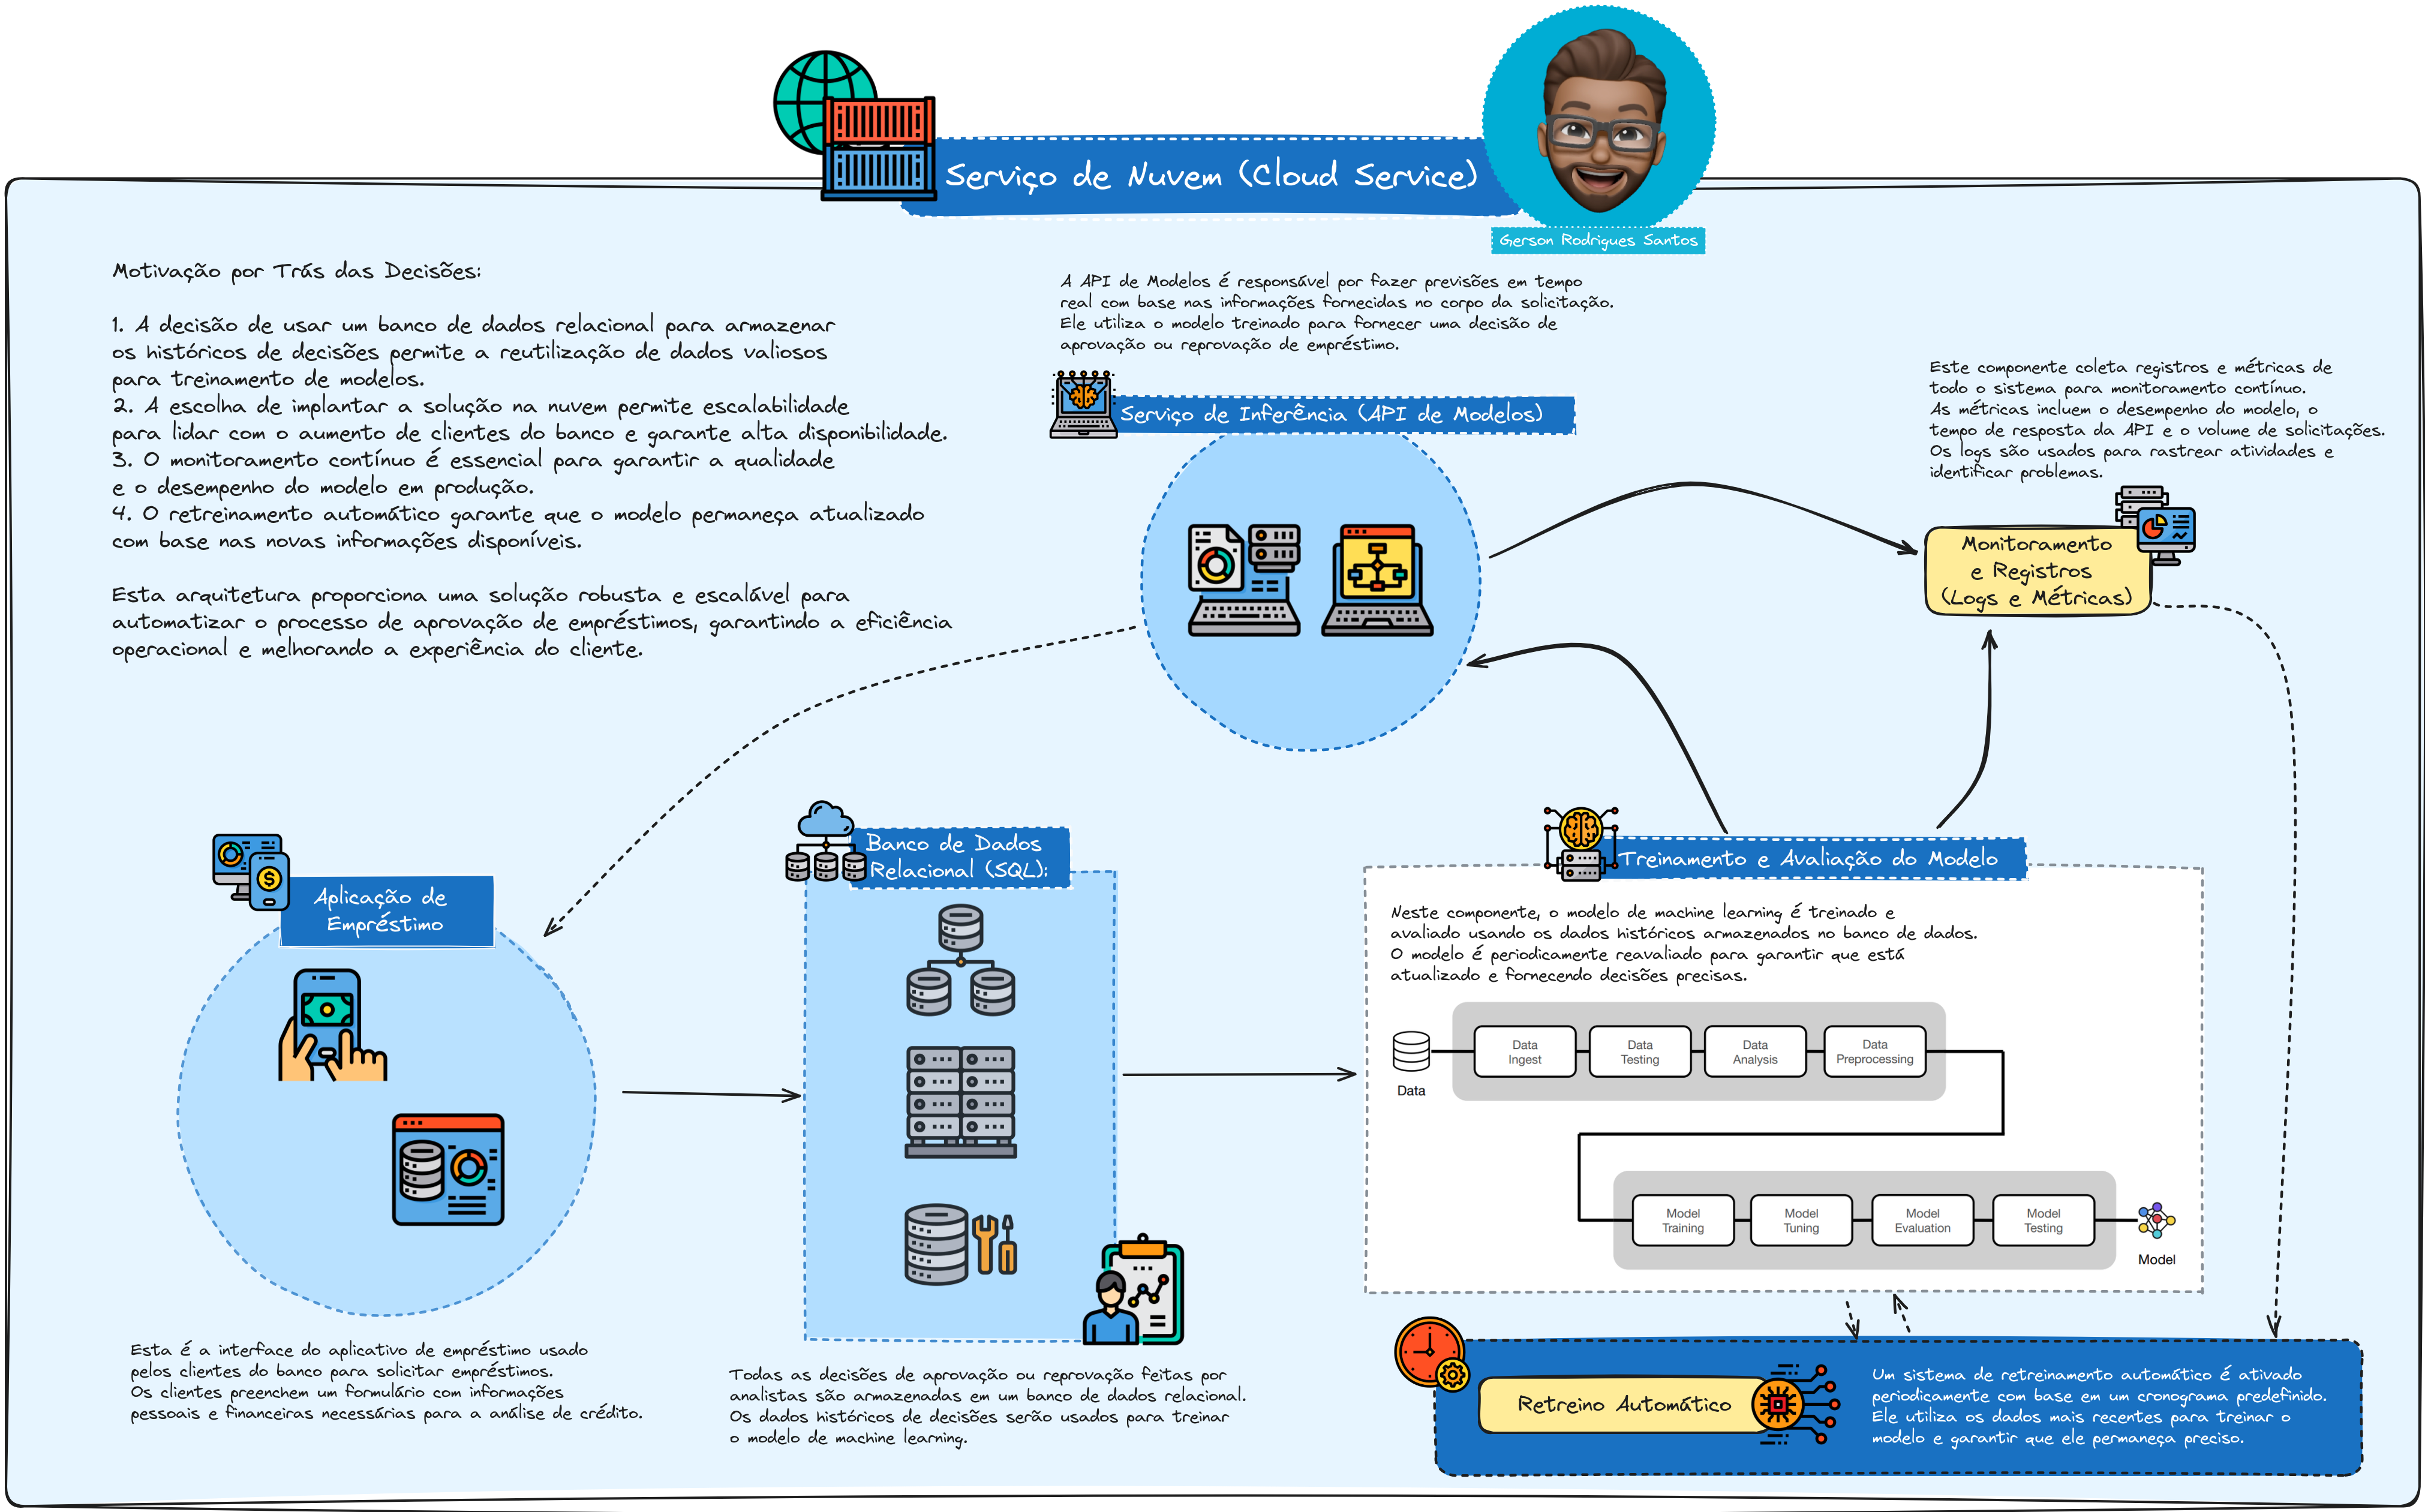 Serviço de Nuvem (Cloud Service)
Gerson Rodrigues Santos
Motivação por Trás das Decisões:
1. A decisão de usar um banco de dados relacional para armazenar
os históricos de decisões permite a reutilização de dados valiosos
para treinamento de modelos.
2. A escolha de implantar a solução na nuvem permite escalabilidade
para lidar com o aumento de clientes do banco e garante alta disponibilidade.
3. O monitoramento contínuo é essencial para garantir a qualidade
e o desempenho do modelo em produção.
4. O retreinamento automático garante que o modelo permaneça atualizado
com base nas novas informações disponíveis.
Esta arquitetura proporciona uma solução robusta e escalável para
automatizar o processo de aprovação de empréstimos, garantindo a eficiência
operacional e melhorando a experiência do cliente.
A API de Modelos é responsável por fazer previsões em tempo
real com base nas informações fornecidas no corpo da solicitação.
Ele utiliza o modelo treinado para fornecer uma decisão de
aprovação ou reprovação de empréstimo.
Serviço de Inferência (API de Modelos)
Este componente coleta registros e métricas de
todo o sistema para monitoramento contínuo.
As métricas incluem o desempenho do modelo, o
tempo de resposta da API e o volume de solicitações.
Os logs são usados para rastrear atividades e
identificar problemas.
Monitoramento
e Registros
(Logs e Métricas)
Aplicação de
Empréstimo
Esta é a interface do aplicativo de empréstimo usado
pelos clientes do banco para solicitar empréstimos.
Os clientes preenchem um formulário com informações
pessoais e financeiras necessárias para a análise de crédito.
Banco de Dados
Relacional (SQL):
Todas as decisões de aprovação ou reprovação feitas por
analistas são armazenadas em um banco de dados relacional.
Os dados históricos de decisões serão usados para treinar
o modelo de machine learning.
Treinamento e Avaliação do Modelo
Neste componente, o modelo de machine learning é treinado e
avaliado usando os dados históricos armazenados no banco de dados.
O modelo é periodicamente reavaliado para garantir que está
atualizado e fornecendo decisões precisas.
Data
Data
Ingest
Data
Testing
Data
Analysis
Data
Preprocessing
Model
Training
Model
Tuning
Model
Evaluation
Model
Testing
Model
Retreino Automático
Um sistema de retreinamento automático é ativado
periodicamente com base em um cronograma predefinido.
Ele utiliza os dados mais recentes para treinar o
modelo e garantir que ele permaneça preciso.